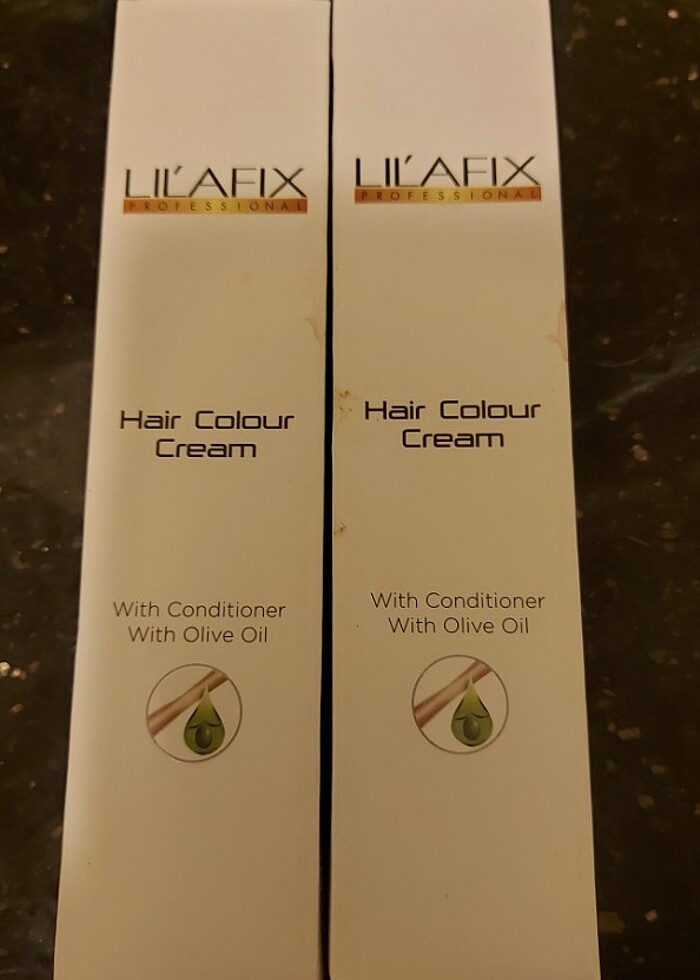 LIL'AFIX
PROFESSIONAL
Hair Colour
Cream
With Conditioner
With Olive Oil
LIL'AFIX
PROFESSIONAL
Hair Colour
Cream
With Conditioner
With Olive Oil